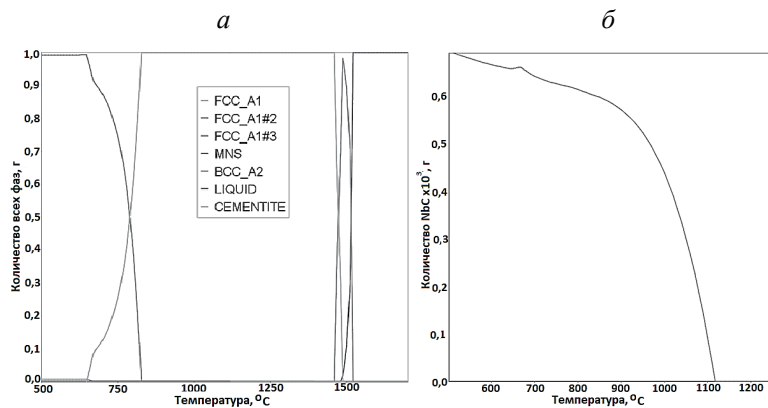 а
б
Количество всех фаз, г
1,0
0,9
0,8
0,7
0,6
0,5
0,4
0,3
0,2
0,1
0,0
FCC_A1
FCC_A1#2
FCC_A1#3
MNS
BCC_A2
LIQUID
CEMENTITE
500 750 1000 1250 1500
Температура, °C
Количество NbC x10³, г
0,6
0,5
0,4
0,3
0,2
0,1
0,0
600 700 800 900 1000 1100 1200
Температура, °C